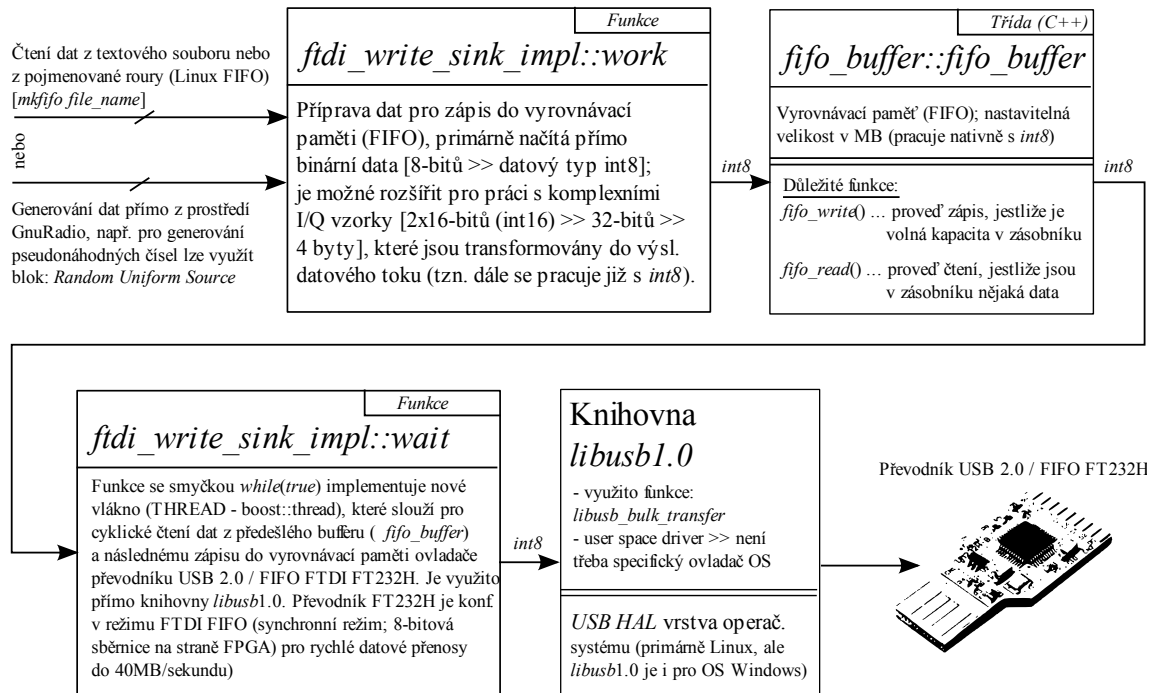 Čtení dat z textového souboru nebo
z pojmenované roury (Linux FIFO)
[mkfifo file_name]
nebo
Generování dat přímo z prostředí
GnuRadio, např. pro generování
pseudonáhodných čísel lze využít
blok: Random Uniform Source
Funkce
ftdi_write_sink_impl::work
Příprava dat pro zápis do vyrovnávací
paměti (FIFO), primárně načítá přímo
binární data [8-bitů >> datový typ int8];
je možné rozšířit pro práci s komplexními
I/Q vzorky [2x16-bitů (int16) >> 32-bitů >>
4 byty], které jsou transformovány do výsl.
datového toku (tzn. dále se pracuje již s int8).
int8
Třída (C++)
fifo_buffer::fifo_buffer
Vyrovnávací paměť (FIFO); nastavitelná
velikost v MB (pracuje nativně s int8)
Důležité funkce:
fifo_write() ... proveď zápis, jestliže je
volná kapacita v zásobníku
fifo_read() ... proveď čtení, jestliže jsou
v zásobníku nějaká data
int8
Funkce
ftdi_write_sink_impl::wait
Funkce se smyčkou while(true) implementuje nové
vlákno (THREAD - boost::thread), které slouží pro
cyklické čtení dat z předešlého bufferu ( fifo_buffer)
a následnému zápisu do vyrovnávací paměti ovladače
převodníku USB 2.0 / FIFO FTDI FT232H. Je využito
přímo knihovny libusb1.0. Převodník FT232H je konf
v režimu FTDI FIFO (synchronní režim; 8-bitová
sběrnice na straně FPGA) pro rychlé datové přenosy
do 40MB/sekundu)
int8
Knihovna
libusb1.0
- využito funkce:
libusb_bulk_transfer
- user space driver >> není
třeba specifický ovladač OS
USB HAL vrstva operač.
systému (primárně Linux, ale
libusb1.0 je i pro OS Windows)
Převodník USB 2.0 / FIFO FT232H